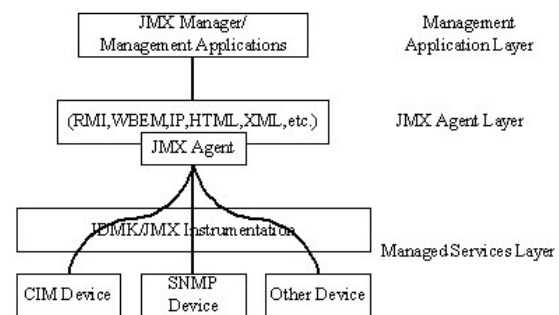 JMX Manager/
Management Applications
Management
Application Layer
(RMI,WBEM,IP,HTML,XML,etc.)
JMX Agent
JMX Agent Layer
JDMK/JMX Instrumentation
Managed Services Layer
CIM Device
SNMP
Device
Other Device